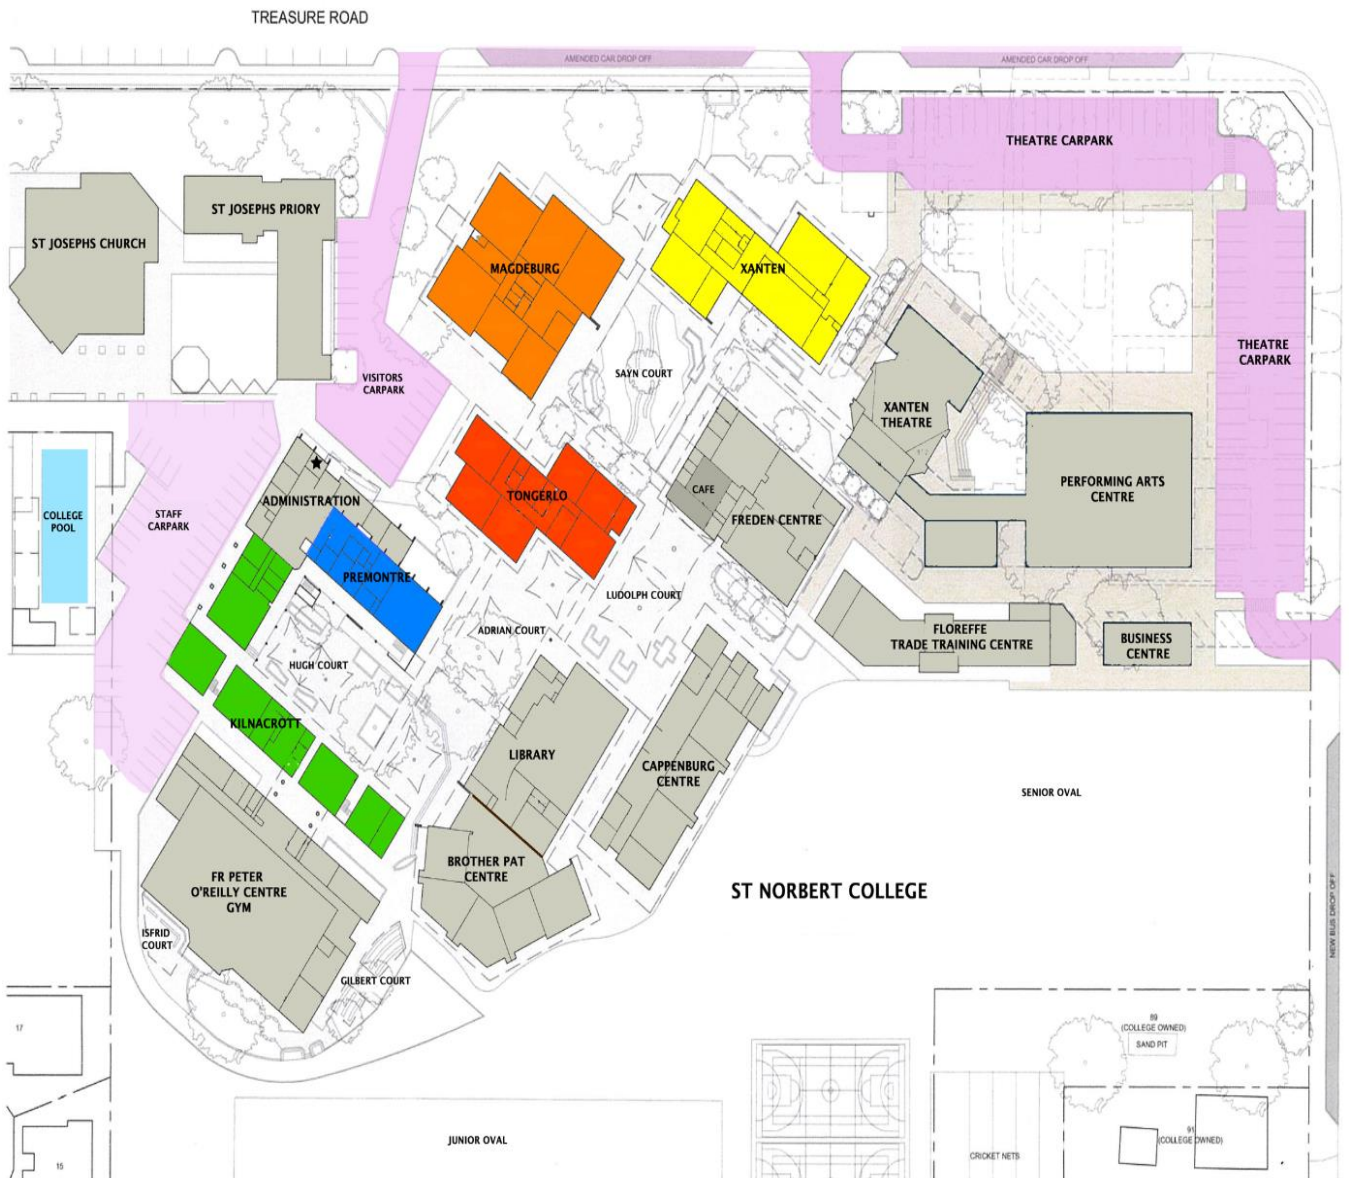 TREASURE ROAD
AMENDED CAR DROP OFF
AMENDED CAR DROP OFF
THEATRE CARPARK
ST JOSEPHS PRIORY
ST JOSEPHS CHURCH
MAGDEBURG
XANTEN
THEATRE
CARPARK
VISITORS
CARPARK
SAYN COURT
XANTEN
THEATRE
CAFE
FREDEN CENTRE
PERFORMING ARTS
CENTRE
TONGERLO
ADMINISTRATION
COLLEGE
POOL
STAFF
CARPARK
PREMONTRE
LUDOLPH COURT
ADRIAN COURT
FLOREFFE
TRADE TRAINING CENTRE
BUSINESS
CENTRE
HUGH COURT
KILNACROTT
LIBRARY
CAPPENBURG
CENTRE
SENIOR OVAL
BROTHER PAT
CENTRE
FR PETER
O'REILLY CENTRE
GYM
ST NORBERT COLLEGE
NEW BUS DROP OFF
ISFRID
COURT
GILBERT COURT
17
89
(COLLEGE OWNED)
SAND PIT
JUNIOR OVAL
91
(COLLEGE OWNED)
CRICKET NETS
15